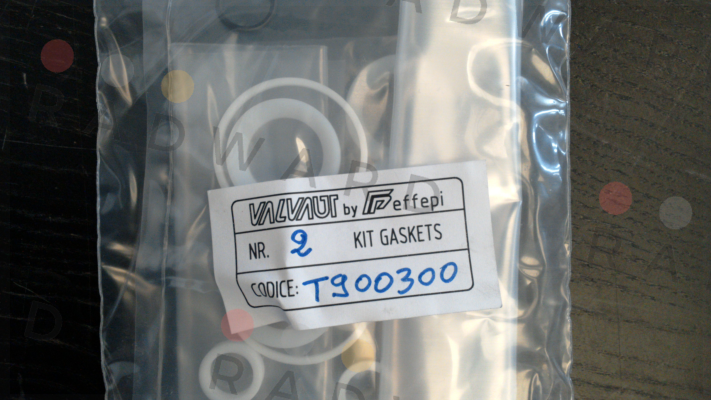 VALVAUT by effepi
NR. 2 KIT GASKETS
CODICE: T900300